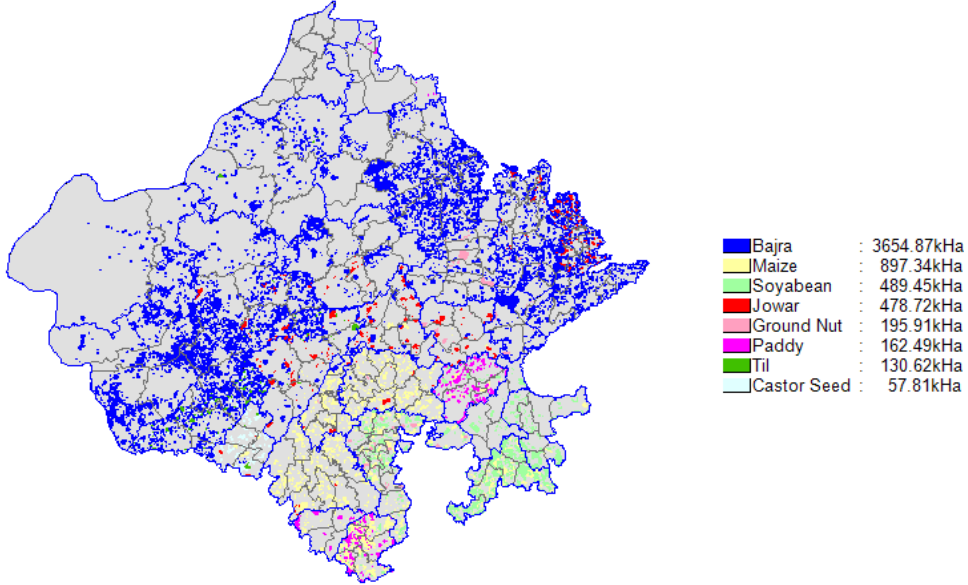 Bajra : 3654.87kHa
Maize : 897.34kHa
Soyabean : 489.45kHa
Jowar : 478.72kHa
Ground Nut : 195.91kHa
Paddy : 162.49kHa
Til : 130.62kHa
Castor Seed : 57.81kHa